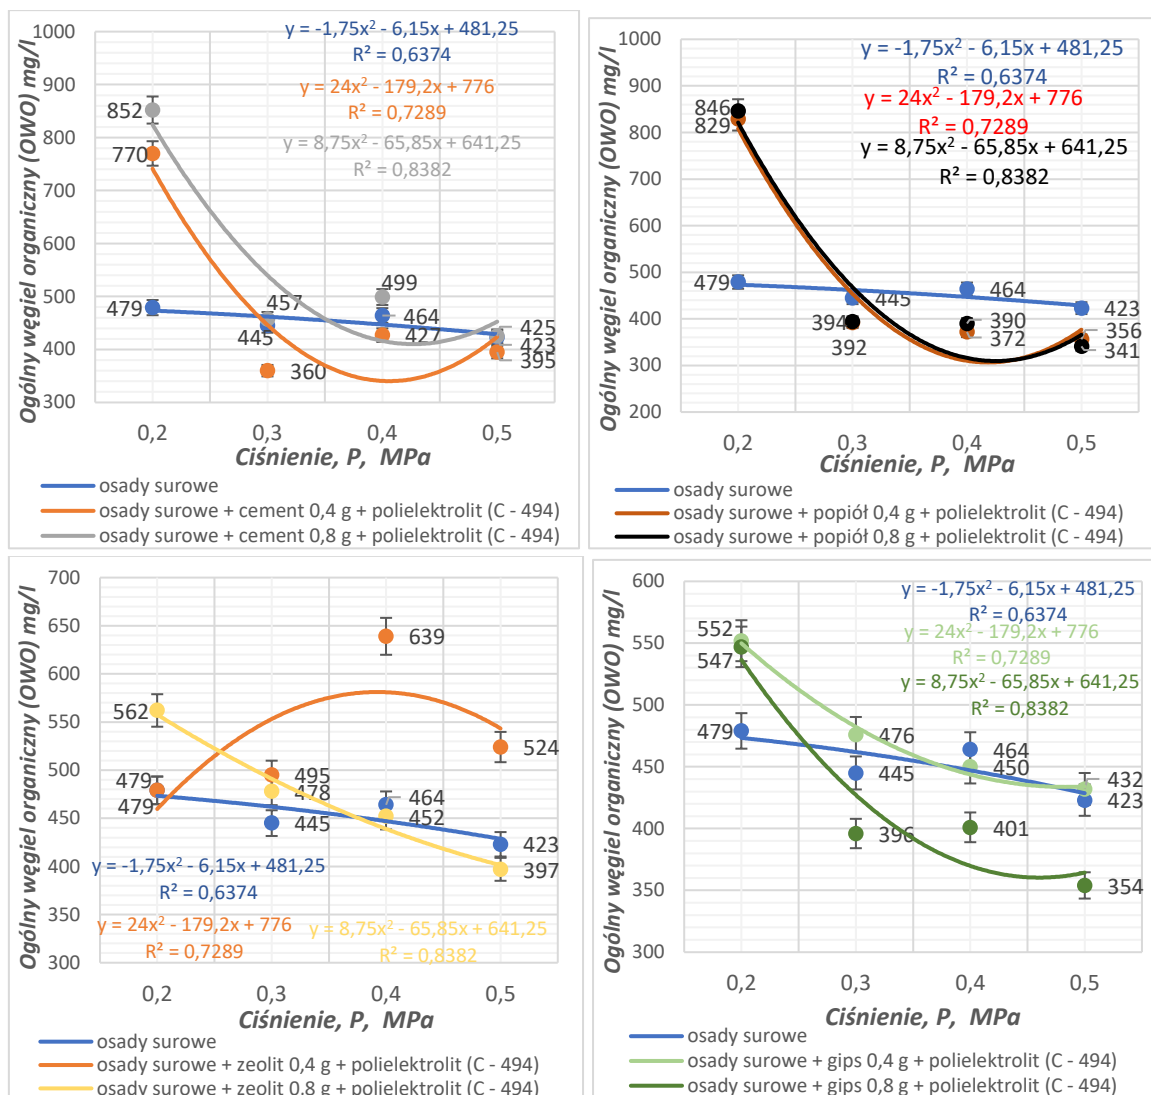 Ogólny węgiel organiczny (OWO) mg/l
1000
900
800
700
600
500
400
300
y = -1,75x² - 6,15x + 481,25
R² = 0,6374
y = 24x² - 179,2x + 776
R² = 0,7289
y = 8,75x² - 65,85x + 641,25
R² = 0,8382
852
770
479
457
445
360
499
464
427
425
423
395
0,2 0,3 0,4 0,5
Ciśnienie, P, MPa
osady surowe
osady surowe + cement 0,4 g + polielektrolit (C - 494)
osady surowe + cement 0,8 g + polielektrolit (C - 494)
Ogólny węgiel organiczny (OWO) mg/l
1000
900
800
700
600
500
400
300
200
y = -1,75x² - 6,15x + 481,25
R² = 0,6374
y = 24x² - 179,2x + 776
R² = 0,7289
y = 8,75x² - 65,85x + 641,25
R² = 0,8382
846
829
479
445
394
392
464
390
372
423
356
341
0,2 0,3 0,4 0,5
Ciśnienie, P, MPa
osady surowe
osady surowe + popiół 0,4 g + polielektrolit (C - 494)
osady surowe + popiół 0,8 g + polielektrolit (C - 494)
Ogólny węgiel organiczny (OWO) mg/l
700
650
600
550
500
450
400
350
300
562
479
479
495
478
445
639
464
452
524
423
397
y = -1,75x² - 6,15x + 481,25
R² = 0,6374
y = 24x² - 179,2x + 776
R² = 0,7289
y = 8,75x² - 65,85x + 641,25
R² = 0,8382
0,2 0,3 0,4 0,5
Ciśnienie, P, MPa
osady surowe
osady surowe + zeolit 0,4 g + polielektrolit (C - 494)
osady surowe + zeolit 0,8 g + polielektrolit (C - 494)
Ogólny węgiel organiczny (OWO) mg/l
600
550
500
450
400
350
300
y = -1,75x² - 6,15x + 481,25
R² = 0,6374
y = 24x² - 179,2x + 776
R² = 0,7289
y = 8,75x² - 65,85x + 641,25
R² = 0,8382
552
547
479
476
445
396
464
450
401
432
423
354
0,2 0,3 0,4 0,5
Ciśnienie, P, MPa
osady surowe
osady surowe + gips 0,4 g + polielektrolit (C - 494)
osady surowe + gips 0,8 g + polielektrolit (C - 494)